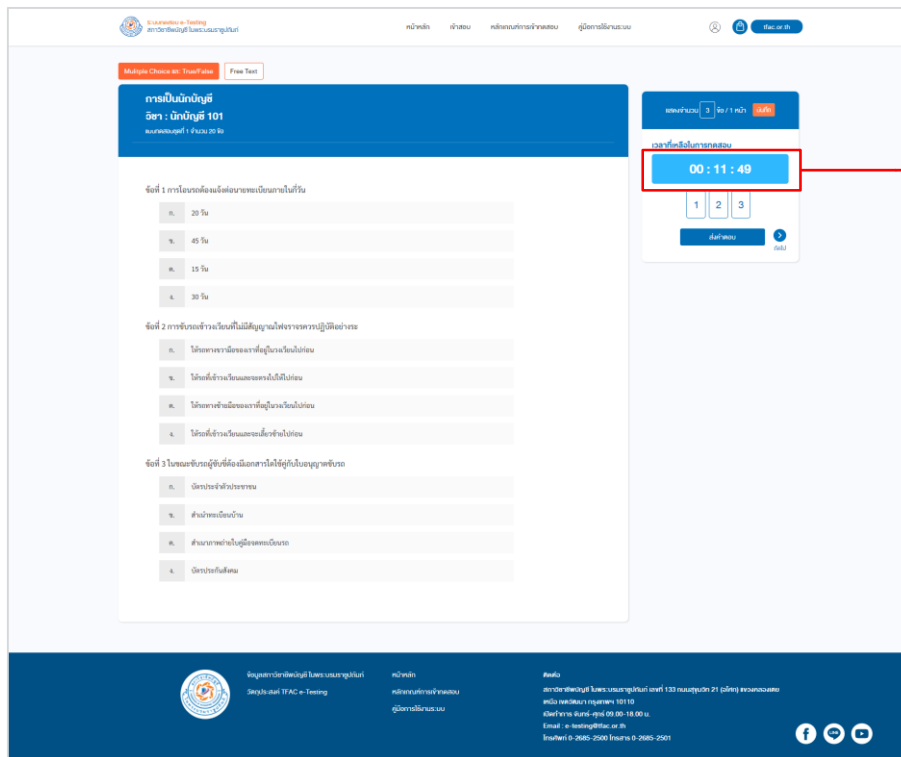 ระบบทดสอบ e-Testing
สภาวิชาชีพบัญชี ในพระบรมราชูปถัมภ์
หน้าหลัก เข้าสอบ หลักเกณฑ์การเข้าทดสอบ คู่มือการใช้งานระบบ
tfac.or.th
Multiple Choice และ True/False Free Text
การเป็นนักบัญชี
วิชา : นักบัญชี 101
แบบทดสอบชุดที่ 1 จำนวน 20 ข้อ
แสดงจำนวน 3 ข้อ / 1 หน้า บันทึก
เวลาที่เหลือในการทดสอบ
00 : 11 : 49
1 2 3
ส่งคำตอบ
ถัดไป
ข้อที่ 1 การโอนรถต้องแจ้งต่อนายทะเบียนภายในกี่วัน
ก. 20 วัน
ข. 45 วัน
ค. 15 วัน
ง. 30 วัน
ข้อที่ 2 การขับรถเข้าวงเวียนที่ไม่มีสัญญาณไฟจราจรควรปฏิบัติอย่างระ
ก. ให้รถทางขวามือของเราที่อยู่ในวงเวียนไปก่อน
ข. ให้รถที่เข้าวงเวียนและจะตรงไปให้ไปก่อน
ค. ให้รถทางซ้ายมือของเราที่อยู่ในวงเวียนไปก่อน
ง. ให้รถที่เข้าวงเวียนและจะเลี้ยวซ้ายไปก่อน
ข้อที่ 3 ในขณะขับรถผู้ขับขี่ต้องมีเอกสารใดใช้คู่กับใบอนุญาตขับรถ
ก. บัตรประจำตัวประชาชน
ข. สำเนาทะเบียนบ้าน
ค. สำเนาภาพถ่ายใบคู่มือจดทะเบียนรถ
ง. บัตรประกันสังคม
ข้อมูลสภาวิชาชีพบัญชี ในพระบรมราชูปถัมภ์
วัตถุประสงค์ TFAC e-Testing
หน้าหลัก
หลักเกณฑ์การเข้าทดสอบ
คู่มือการใช้งานระบบ
ติดต่อ
สภาวิชาชีพบัญชี ในพระบรมราชูปถัมภ์ เลขที่ 133 ถนนสุขุมวิท 21 (อโศก) แขวงคลองเตย
เหนือ เขตวัฒนา กรุงเทพฯ 10110
เปิดทำการ จันทร์-ศุกร์ 09.00-18.00 น.
Email : e-testing@tfac.or.th
โทรศัพท์ 0-2685-2500 โทรสาร 0-2685-2501